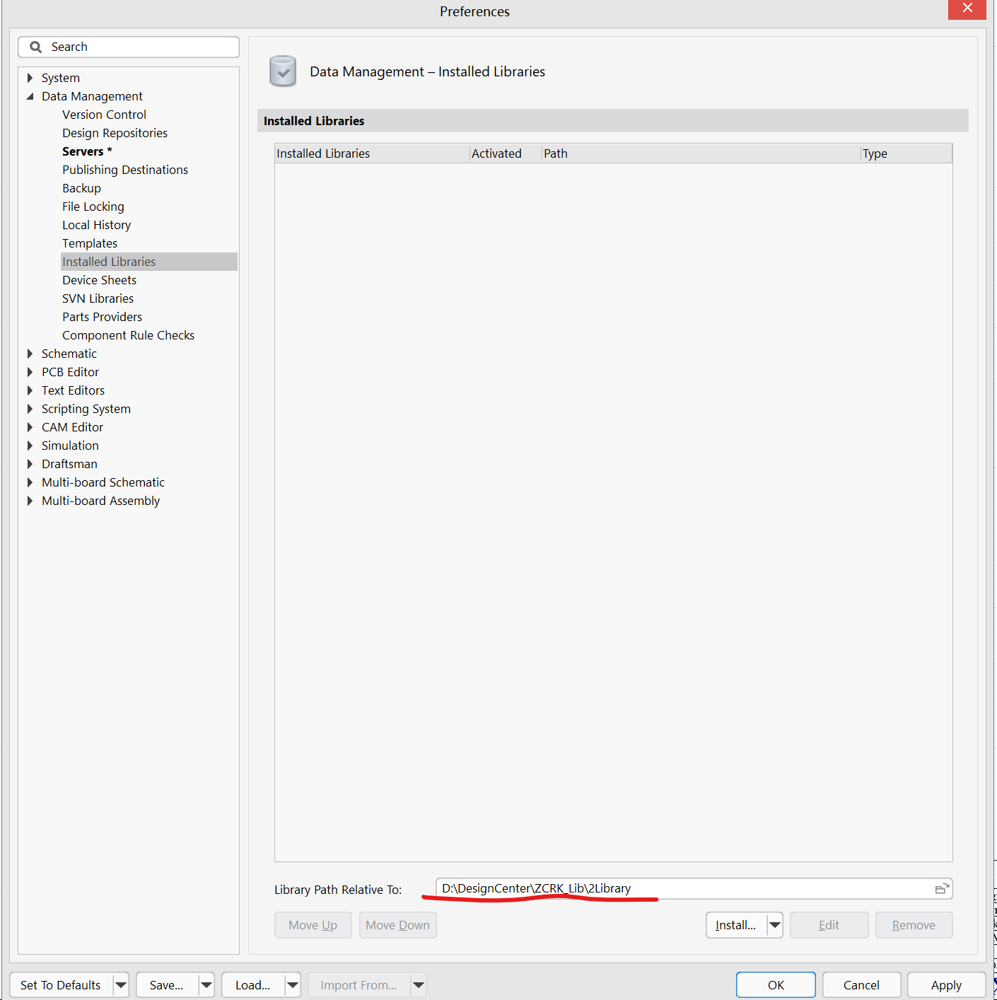 Preferences
Search
System
Data Management
Version Control
Design Repositories
Servers *
Publishing Destinations
Backup
File Locking
Local History
Templates
Installed Libraries
Device Sheets
SVN Libraries
Parts Providers
Component Rule Checks
Schematic
PCB Editor
Text Editors
Scripting System
CAM Editor
Simulation
Draftsman
Multi-board Schematic
Multi-board Assembly
Data Management – Installed Libraries
Installed Libraries
Installed Libraries Activated Path Type
Library Path Relative To: D:\DesignCenter\ZCRK_Lib\2Library
Move Up Move Down Install... Edit Remove
Set To Defaults Save... Load... Import From... OK Cancel Apply